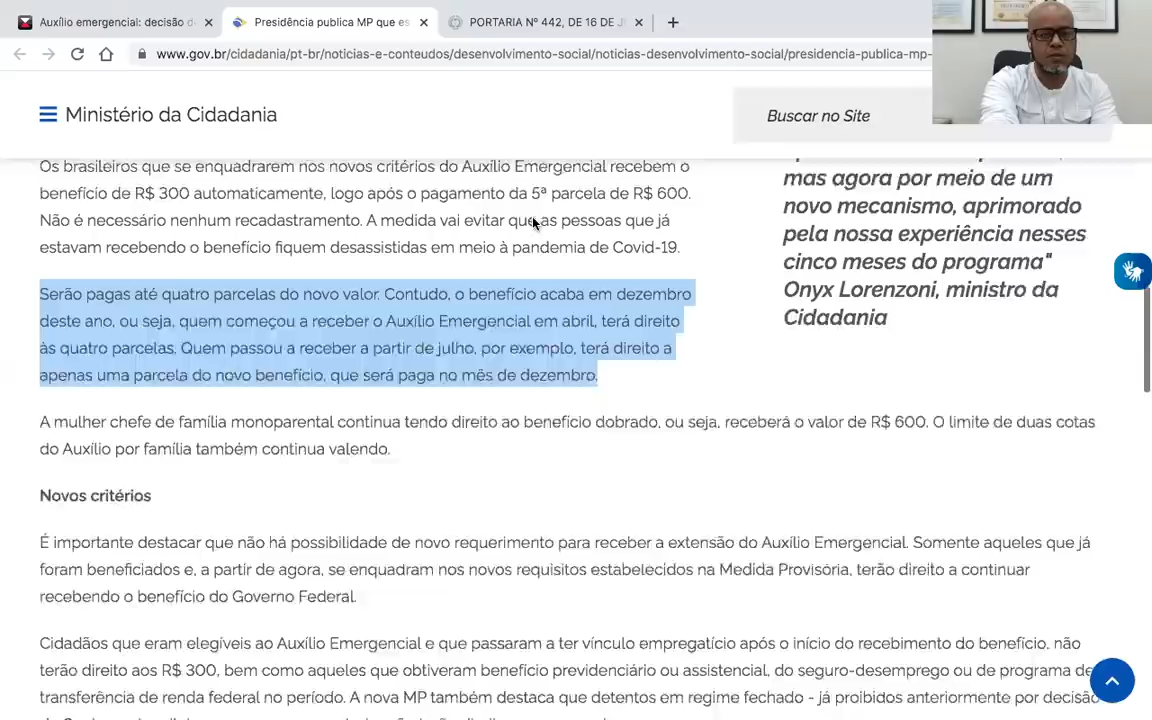 Auxílio emergencial: decisão d
Presidência publica MP que es
PORTARIA Nº 442, DE 16 DE J
www.gov.br/cidadania/pt-br/noticias-e-conteudos/desenvolvimento-social/noticias-desenvolvimento-social/presidencia-publica-mp-
Ministério da Cidadania
Buscar no Site
Os brasileiros que se enquadrarem nos novos critérios do Auxílio Emergencial recebem o
benefício de R$ 300 automaticamente, logo após o pagamento da 5ª parcela de R$ 600.
Não é necessário nenhum recadastramento. A medida vai evitar que as pessoas que já
estavam recebendo o benefício fiquem desassistidas em meio à pandemia de Covid-19.
Serão pagas até quatro parcelas do novo valor. Contudo, o benefício acaba em dezembro
deste ano, ou seja, quem começou a receber o Auxílio Emergencial em abril, terá direito
às quatro parcelas. Quem passou a receber a partir de julho, por exemplo, terá direito a
apenas uma parcela do novo benefício, que será paga no mês de dezembro.
mas agora por meio de um
novo mecanismo, aprimorado
pela nossa experiência nesses
cinco meses do programa"
Onyx Lorenzoni, ministro da
Cidadania
A mulher chefe de família monoparental continua tendo direito ao benefício dobrado, ou seja, receberá o valor de R$ 600. O limite de duas cotas
do Auxílio por família também continua valendo.
Novos critérios
É importante destacar que não há possibilidade de novo requerimento para receber a extensão do Auxílio Emergencial. Somente aqueles que já
foram beneficiados e, a partir de agora, se enquadram nos novos requisitos estabelecidos na Medida Provisória, terão direito a continuar
recebendo o benefício do Governo Federal.
Cidadãos que eram elegíveis ao Auxílio Emergencial e que passaram a ter vínculo empregatício após o início do recebimento do benefício, não
terão direito aos R$ 300, bem como aqueles que obtiveram benefício previdenciário ou assistencial, do seguro-desemprego ou de programa de
transferência de renda federal no período. A nova MP também destaca que detentos em regime fechado - já proibidos anteriormente por decisão